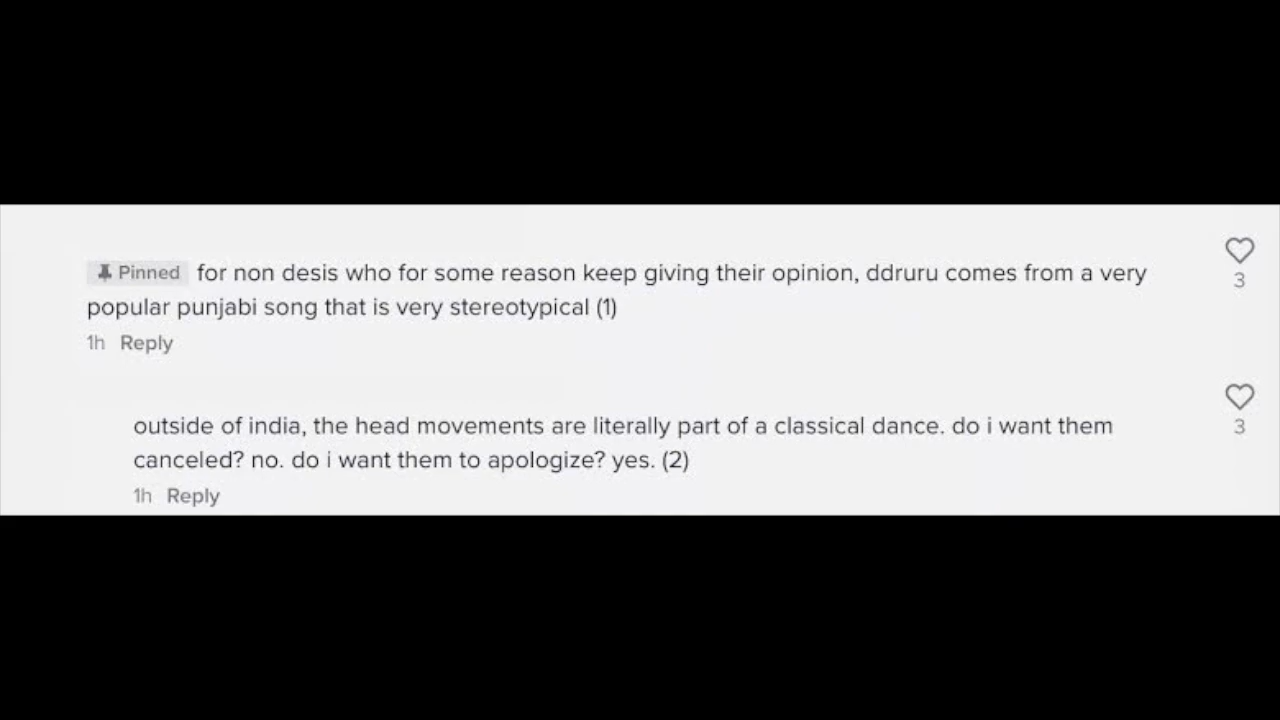 Pinned for non desis who for some reason keep giving their opinion, ddruru comes from a very
popular punjabi song that is very stereotypical (1)
3
1h Reply
outside of india, the head movements are literally part of a classical dance. do i want them
canceled? no. do i want them to apologize? yes. (2)
3
1h Reply